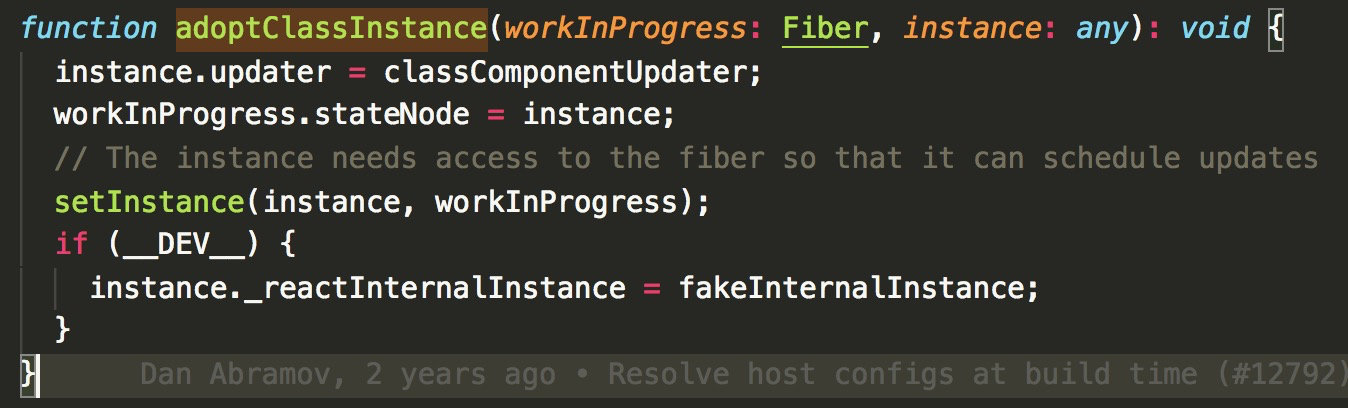 function adoptClassInstance(workInProgress: Fiber, instance: any): void {
  instance.updater = classComponentUpdater;
  workInProgress.stateNode = instance;
  // The instance needs access to the fiber so that it can schedule updates
  setInstance(instance, workInProgress);
  if (__DEV__) {
    instance._reactInternalInstance = fakeInternalInstance;
  }
} Dan Abramov, 2 years ago • Resolve host configs at build time (#12792)